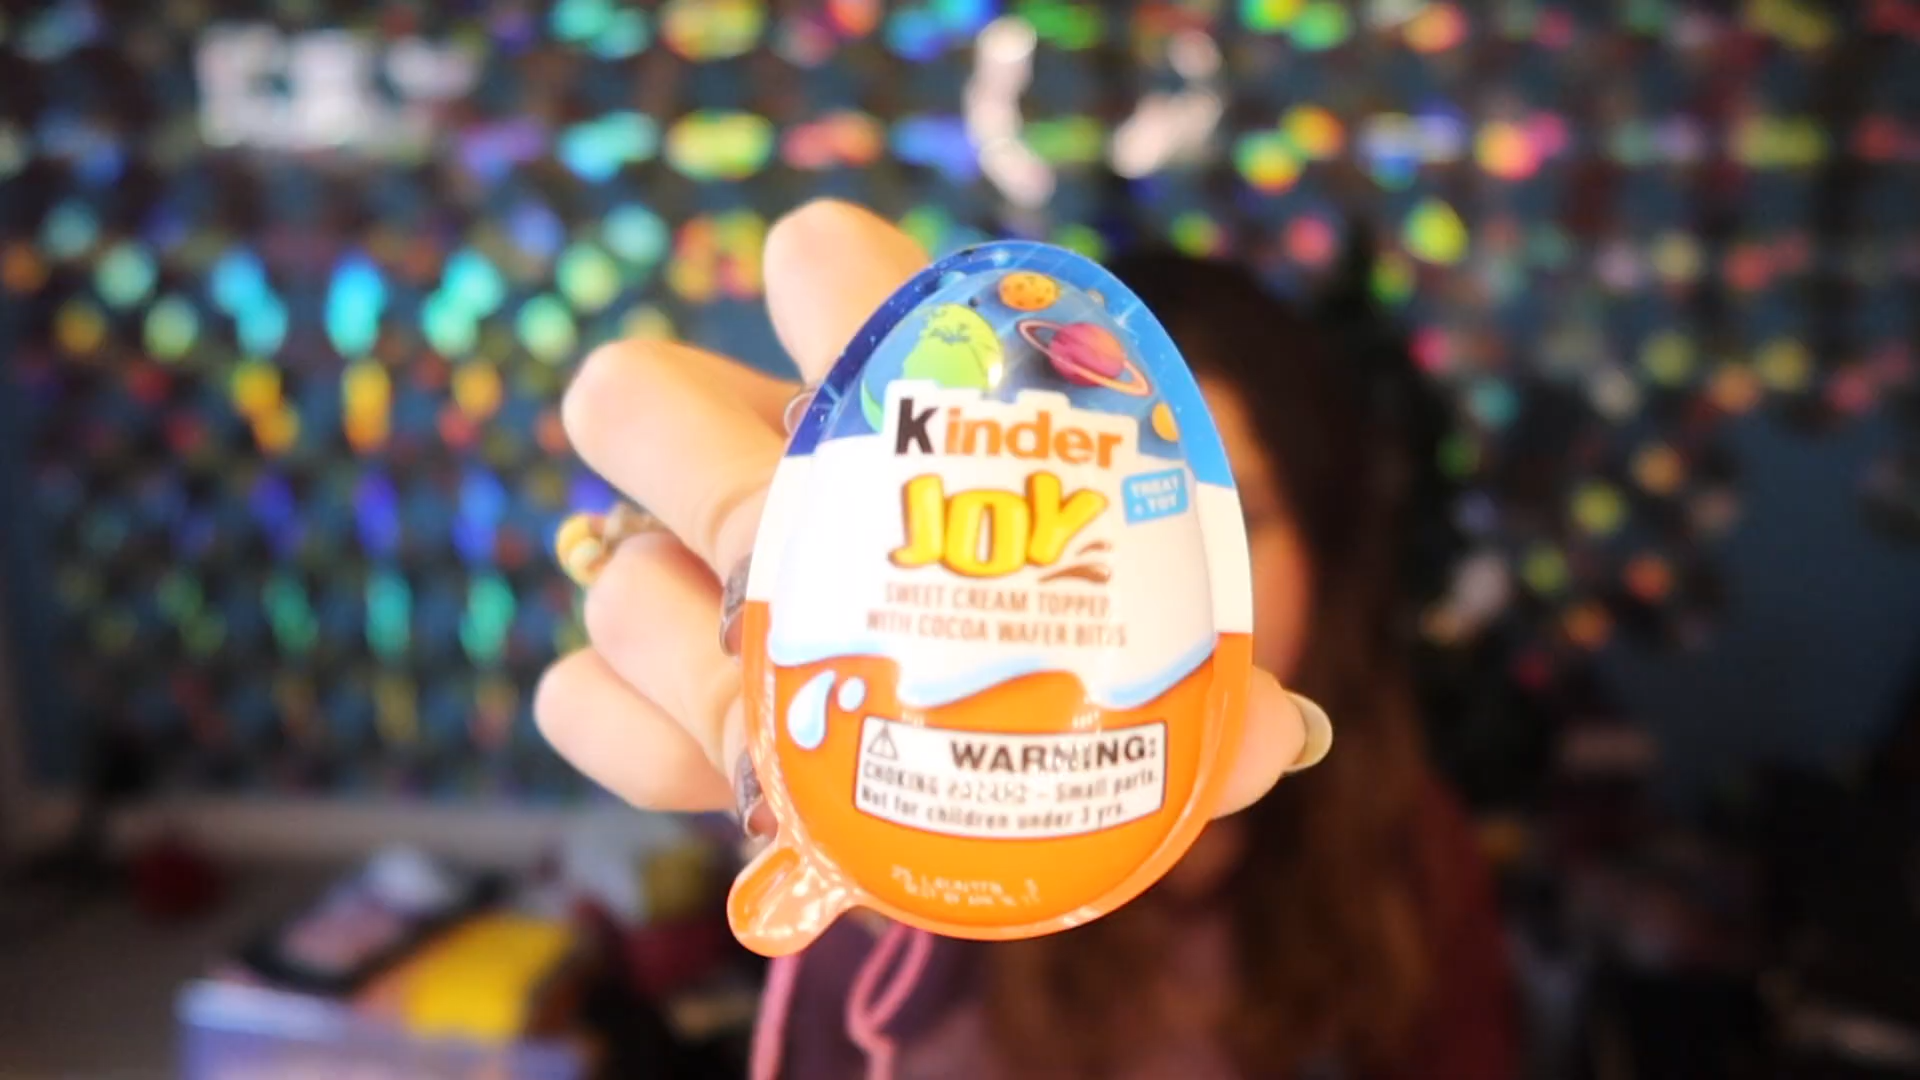 kinder
JOY
TREAT
+ TOY
SWEET CREAM TOPPED
WITH COCOA WAFER BITES
WARNING:
CHOKING HAZARD - Small parts.
Not for children under 3 yrs.